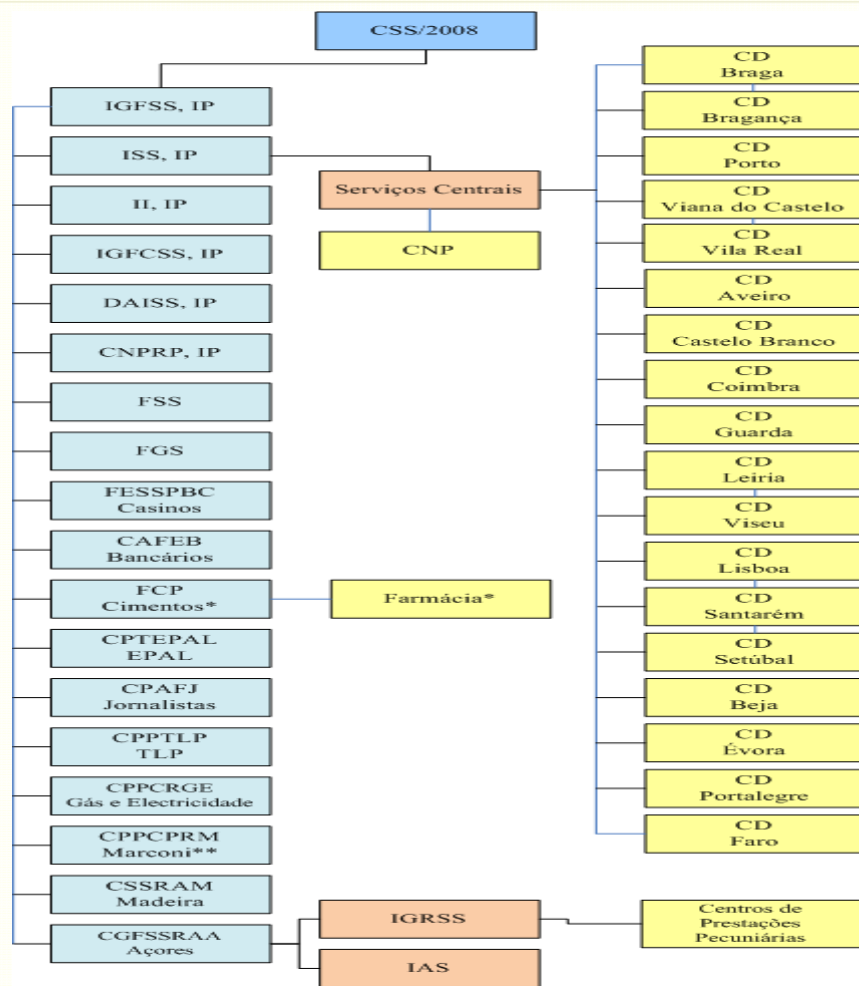 CSS/2008
IGFSS, IP
ISS, IP
II, IP
IGFCSS, IP
DAISS, IP
CNPRP, IP
FSS
FGS
FESSPBC
Casinos
CAFEB
Bancários
FCP
Cimentos*
CPTEPAL
EPAL
CPAFJ
Jornalistas
CPPTLP
TLP
CPPCRGE
Gás e Electricidade
CPPCPRM
Marconi**
CSSRAM
Madeira
CGFSSRAA
Açores
Serviços Centrais
CNP
Farmácia*
IGRSS
IAS
CD
Braga
CD
Bragança
CD
Porto
CD
Viana do Castelo
CD
Vila Real
CD
Aveiro
CD
Castelo Branco
CD
Coimbra
CD
Guarda
CD
Leiria
CD
Viseu
CD
Lisboa
CD
Santarém
CD
Setúbal
CD
Beja
CD
Évora
CD
Portalegre
CD
Faro
Centros de
Prestações
Pecuniárias